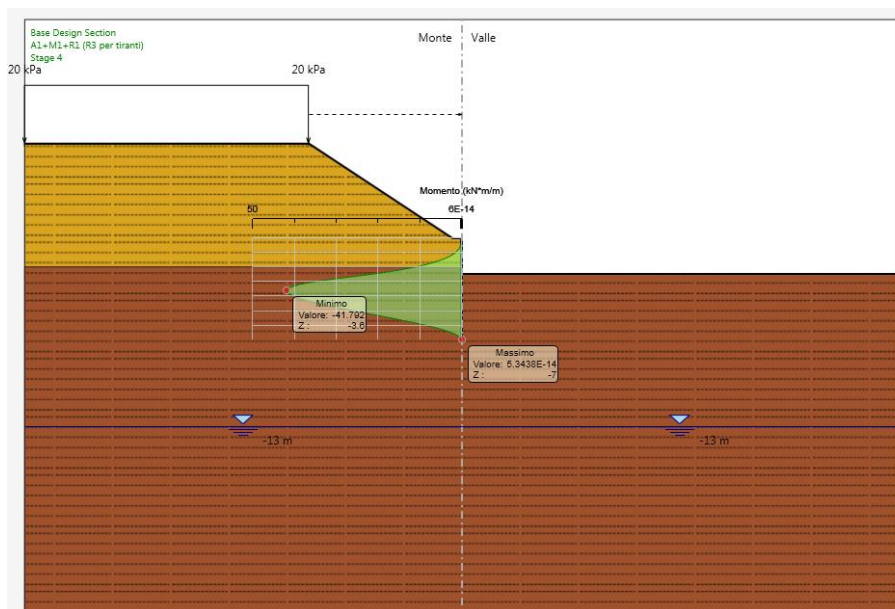 Base Design Section
A1+M1+R1 (R3 per tiranti)
Stage 4
Monte Valle
20 kPa 20 kPa
Momento (kN*m/m)
50 6E-14
Minimo
Valore: -41.792
Z : -3.6
Massimo
Valore: 5.3438E-14
Z : -7
-13 m -13 m